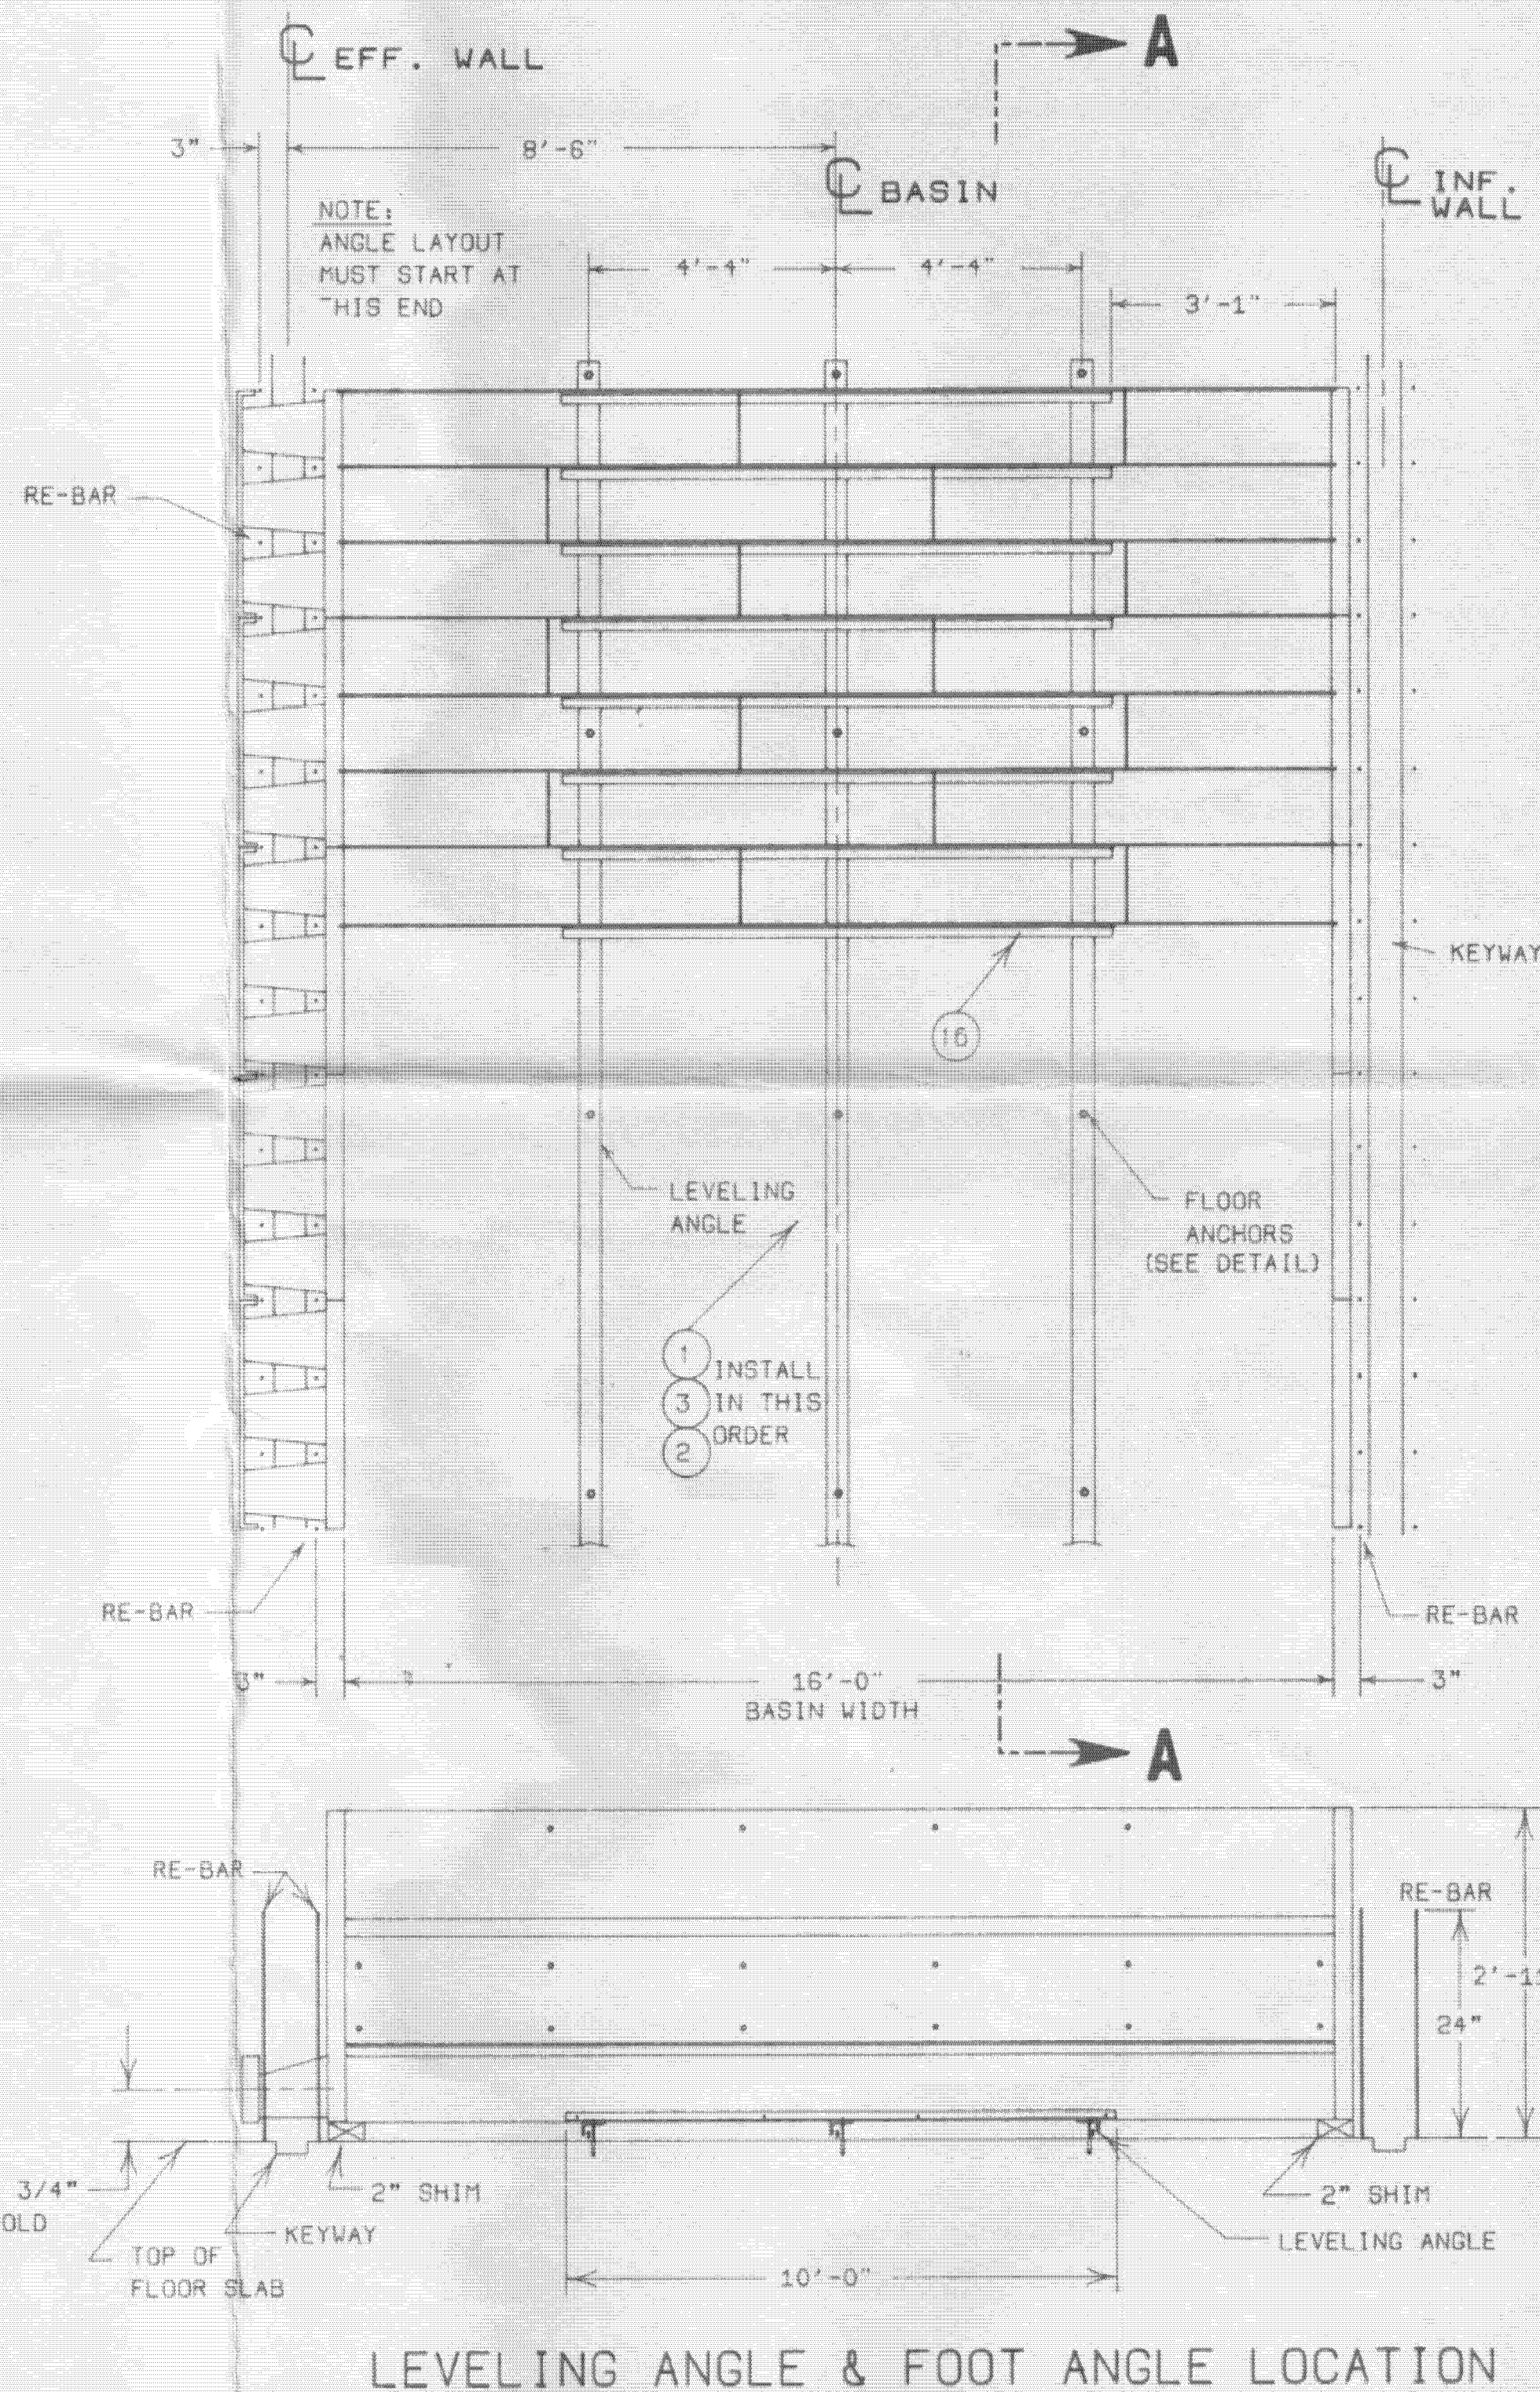 ℄ EFF. WALL
A
3"
8'-6"
℄ BASIN
℄ INF.
WALL
NOTE:
ANGLE LAYOUT
MUST START AT
THIS END
4'-4"
4'-4"
3'-1"
RE-BAR
KEYWAY
16
LEVELING
ANGLE
FLOOR
ANCHORS
(SEE DETAIL)
1 INSTALL
3 IN THIS
2 ORDER
RE-BAR
RE-BAR
3"
16'-0"
BASIN WIDTH
3"
A
RE-BAR
RE-BAR
24"
3/4"
OLD
2" SHIM
KEYWAY
TOP OF
FLOOR SLAB
2" SHIM
LEVELING ANGLE
10'-0"
LEVELING ANGLE & FOOT ANGLE LOCATION